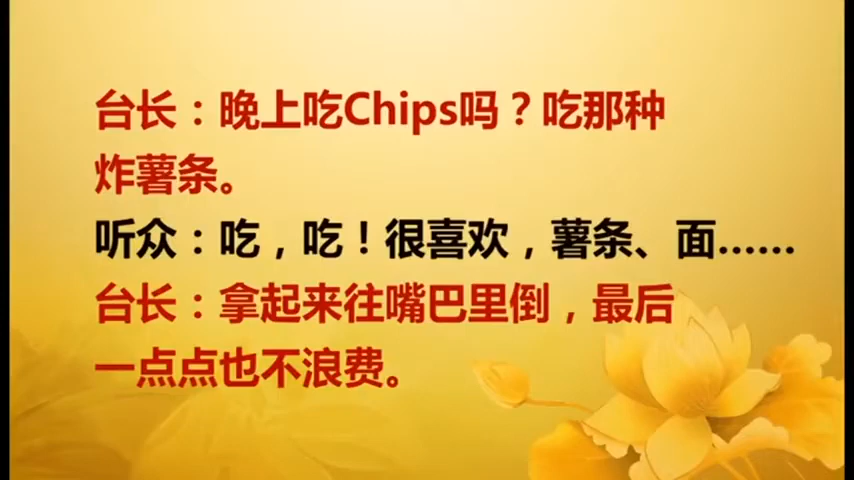 台长：晚上吃Chips吗？吃那种
炸薯条。
听众：吃，吃！很喜欢，薯条、面……
台长：拿起来往嘴巴里倒，最后
一点点也不浪费。